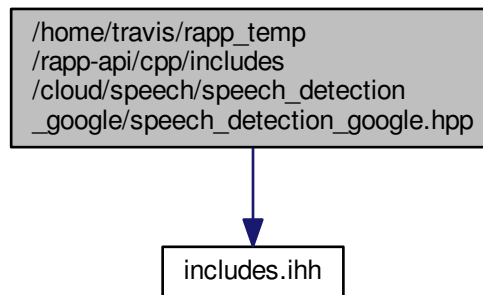 /home/travis/rapp_temp
/rapp-api/cpp/includes
/cloud/speech/speech_detection
_google/speech_detection_google.hpp
includes.ihh